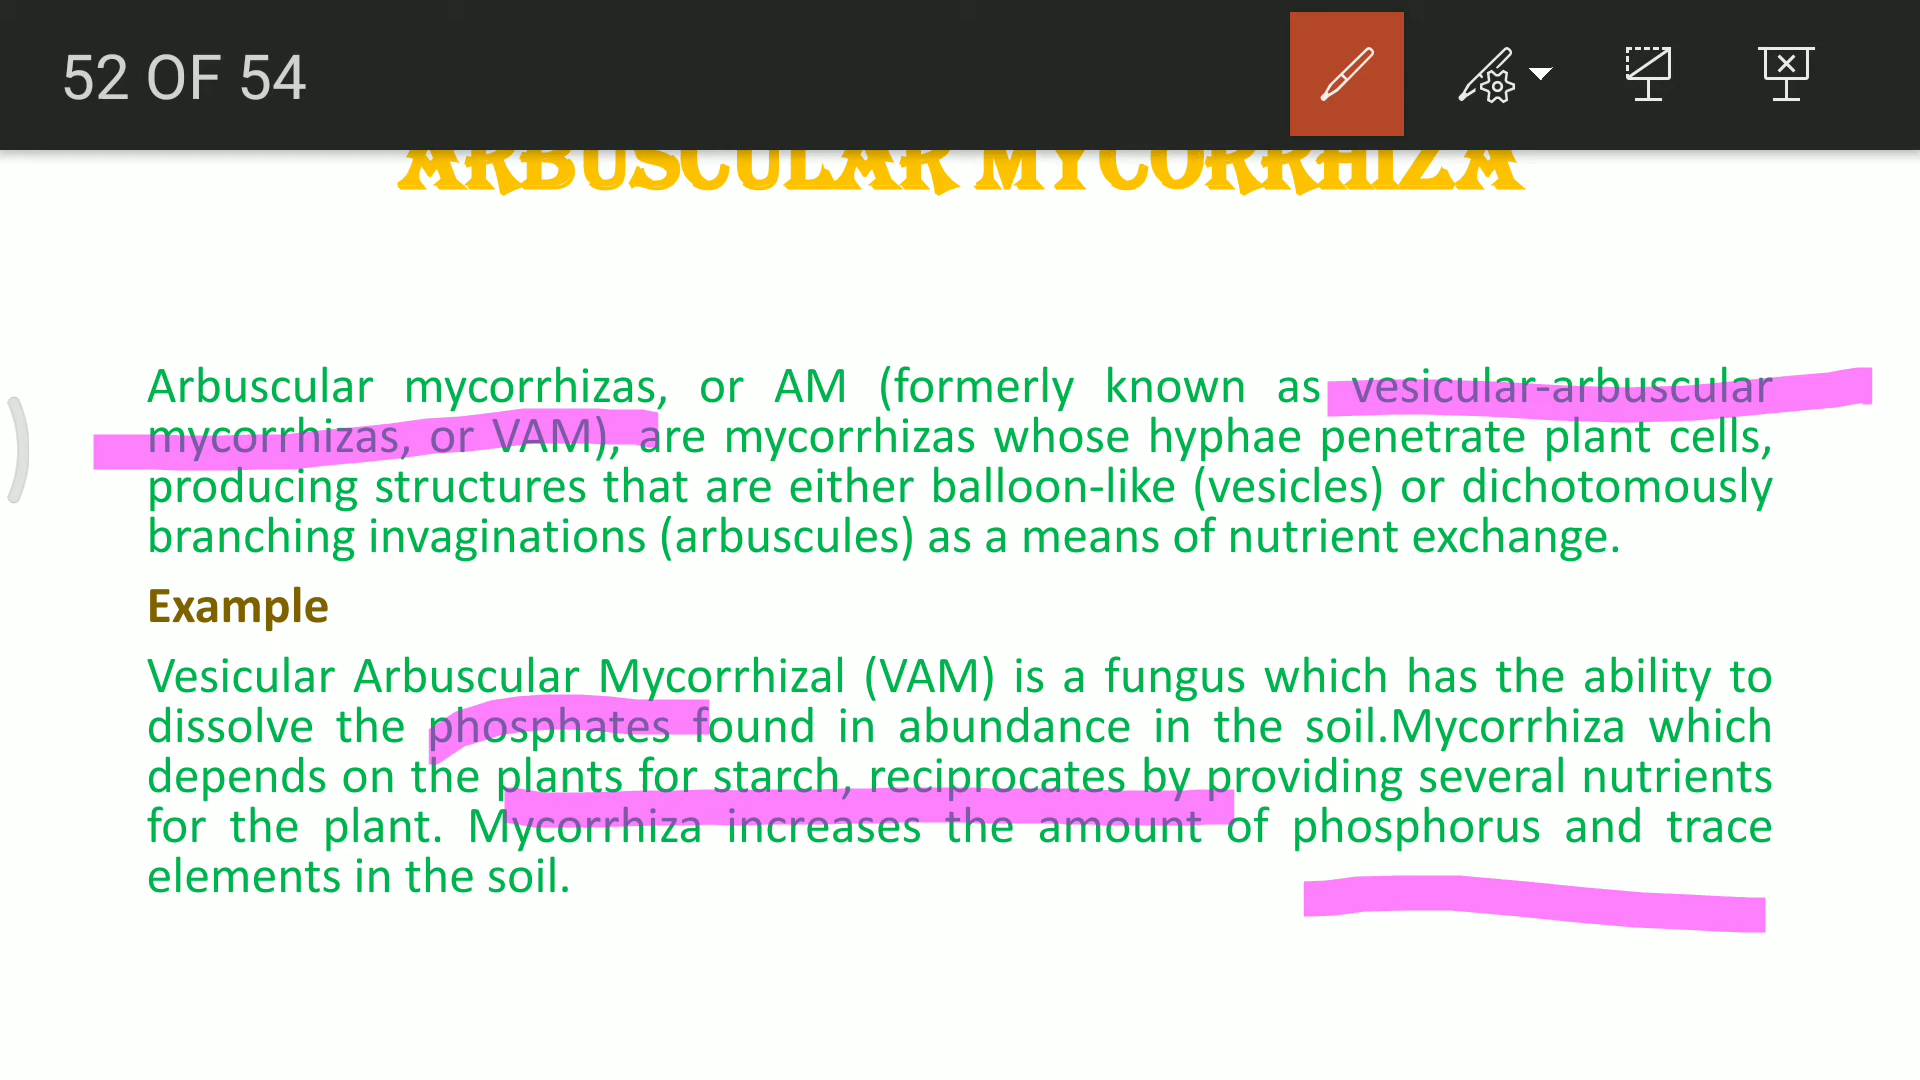 52 OF 54
ARBUSCULAR MYCORRHIZA
Arbuscular mycorrhizas, or AM (formerly known as vesicular-arbuscular
mycorrhizas, or VAM), are mycorrhizas whose hyphae penetrate plant cells,
producing structures that are either balloon-like (vesicles) or dichotomously
branching invaginations (arbuscules) as a means of nutrient exchange.
Example
Vesicular Arbuscular Mycorrhizal (VAM) is a fungus which has the ability to
dissolve the phosphates found in abundance in the soil.Mycorrhiza which
depends on the plants for starch, reciprocates by providing several nutrients
for the plant. Mycorrhiza increases the amount of phosphorus and trace
elements in the soil.